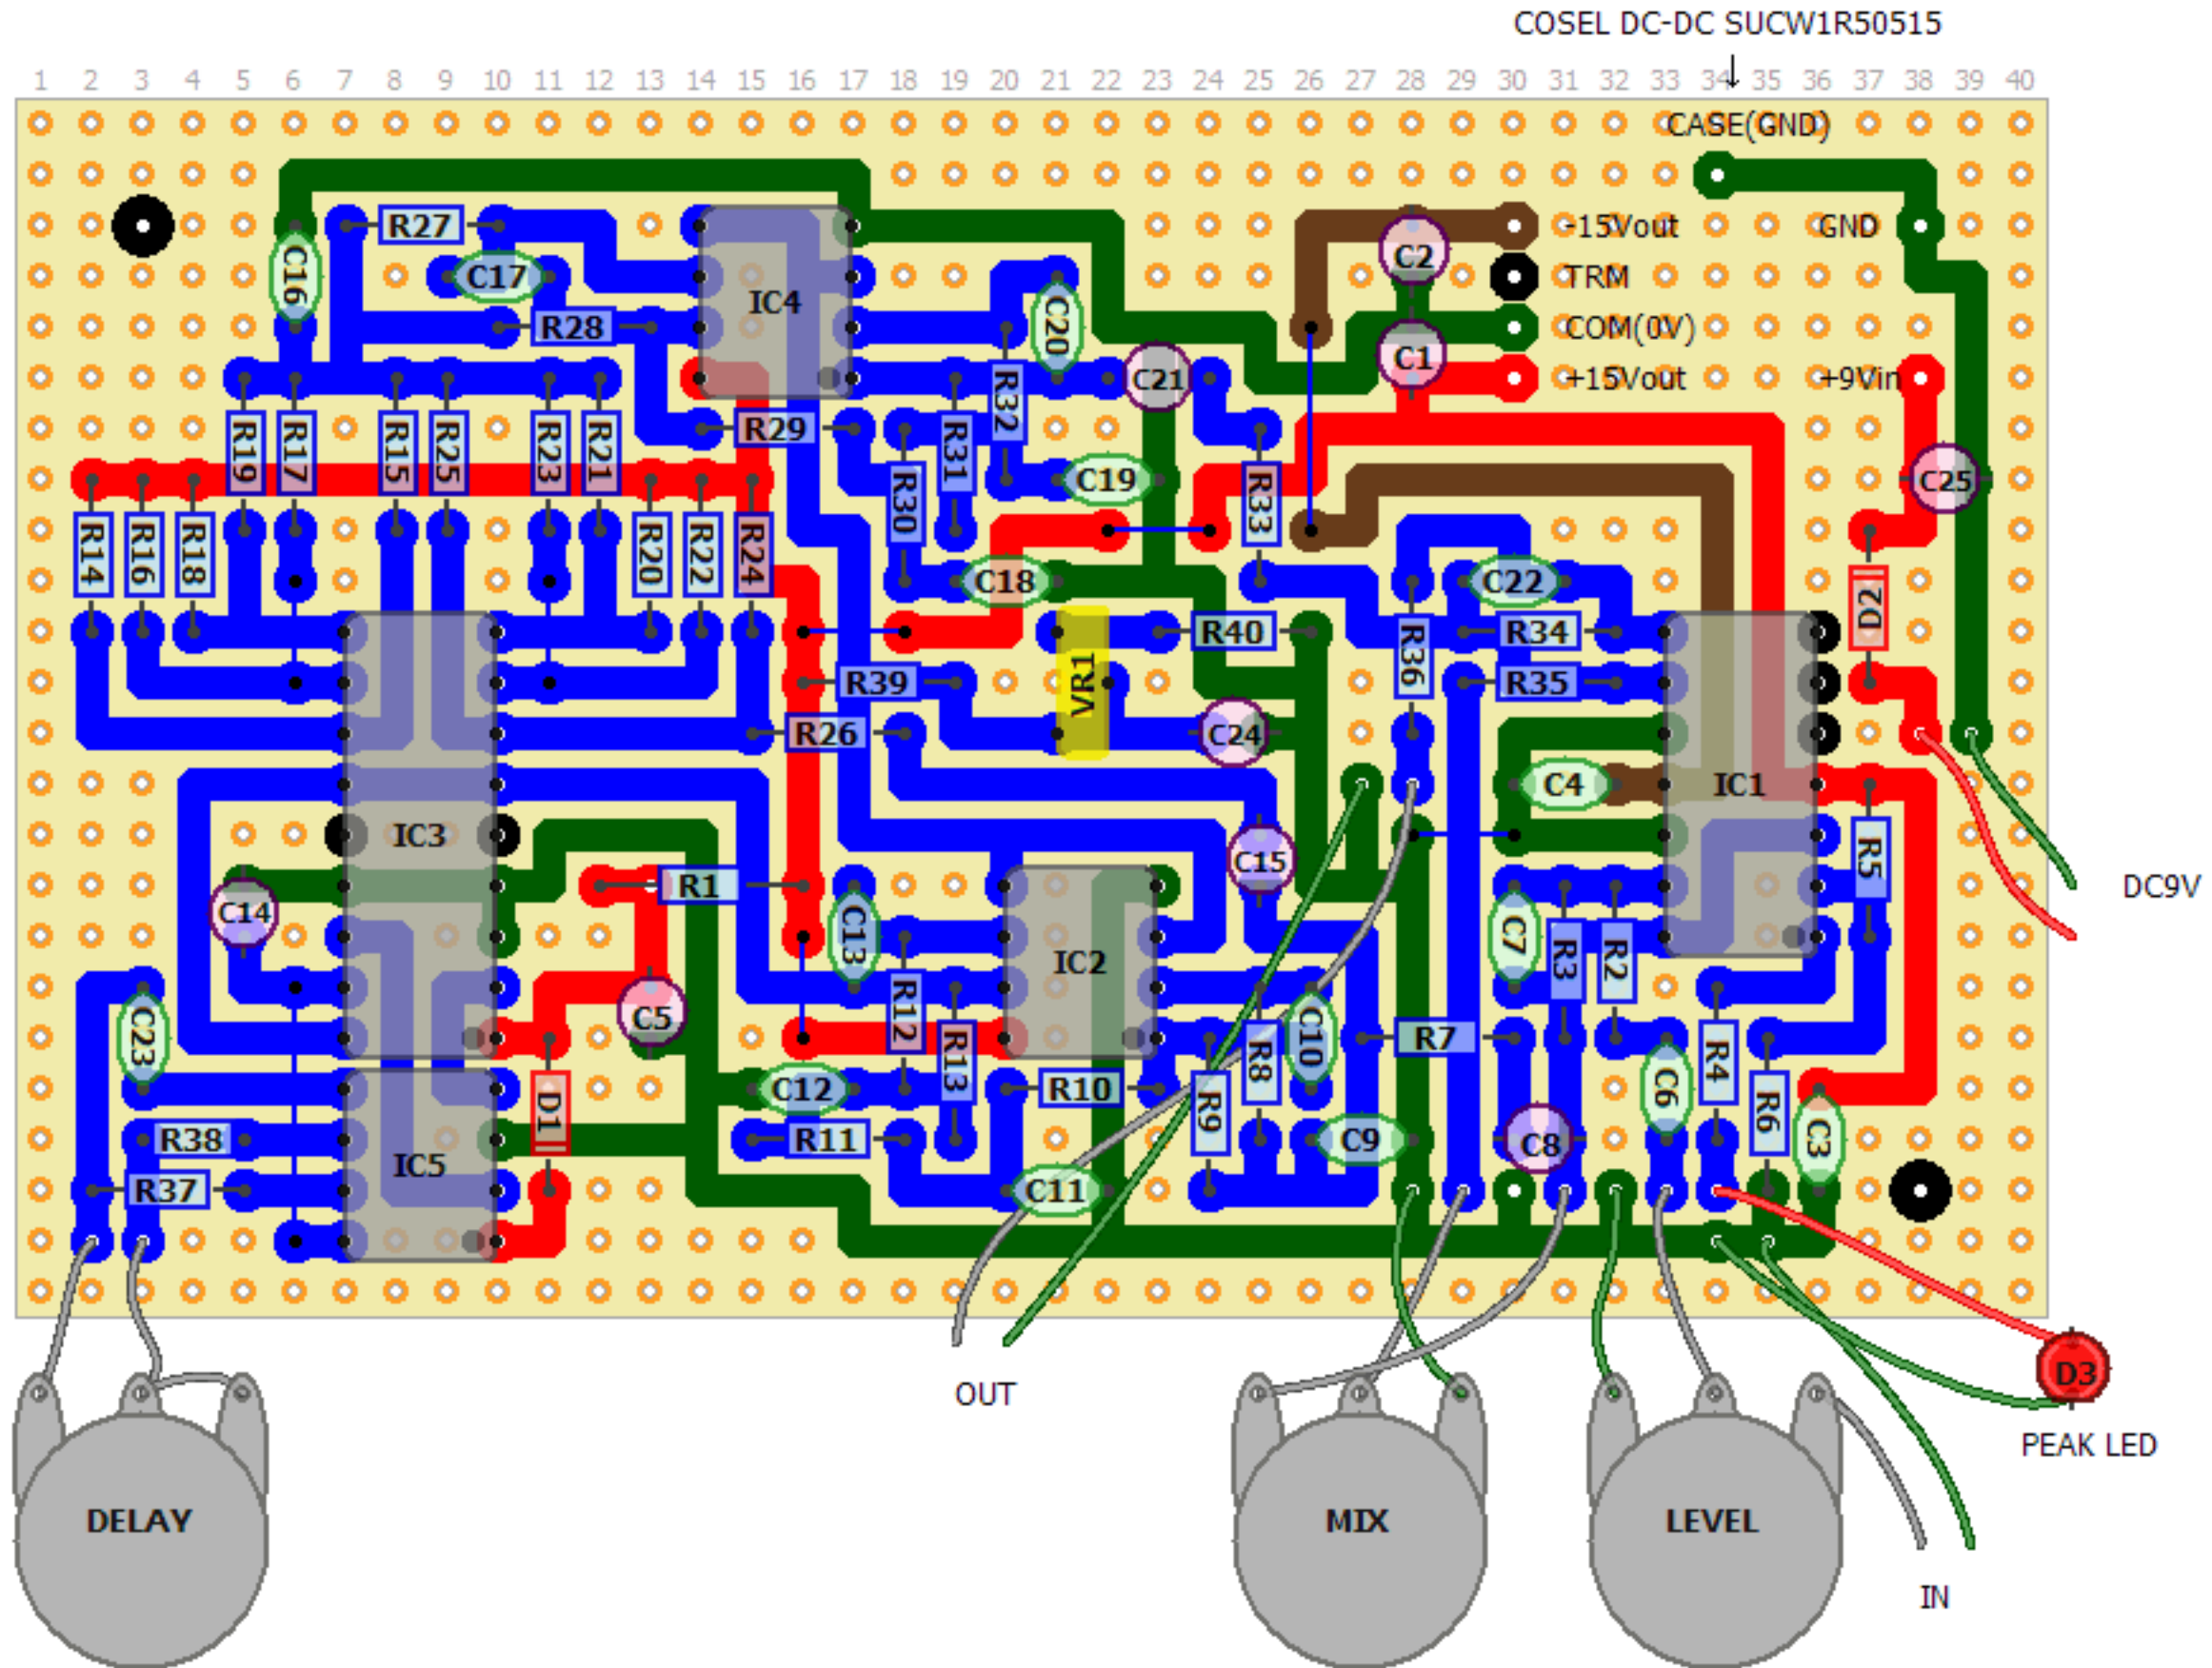 COSEL DC-DC SUCW1R50515
1 2 3 4 5 6 7 8 9 10 11 12 13 14 15 16 17 18 19 20 21 22 23 24 25 26 27 28 29 30 31 32 33 34 35 36 37 38 39 40
CASE(GND)
R27 C2 -15Vout GND
C16 C17 IC4 TRM
R28 C20 C1 COM(0V)
C21 +15Vout +9Vin
R19 R17 R15 R25 R23 R21 R29 R32 R31
R30 C19 R33 C25
R14 R16 R18 R20 R22 R24
C18 C22 D2
R40 R36 R34
R39 VR1 R35
R26 C24
C4 IC1
IC3 C15 R5
R1
C14 C13 C7 R3 R2
IC2
C5 R12
C23 R13 R8 C10 R7 R4
C12 R10 R9 C6 R6
D1
R38 R11 C9 C8 C3
IC5
R37 C11
DC9V
OUT
D3
PEAK LED
DELAY MIX LEVEL
IN